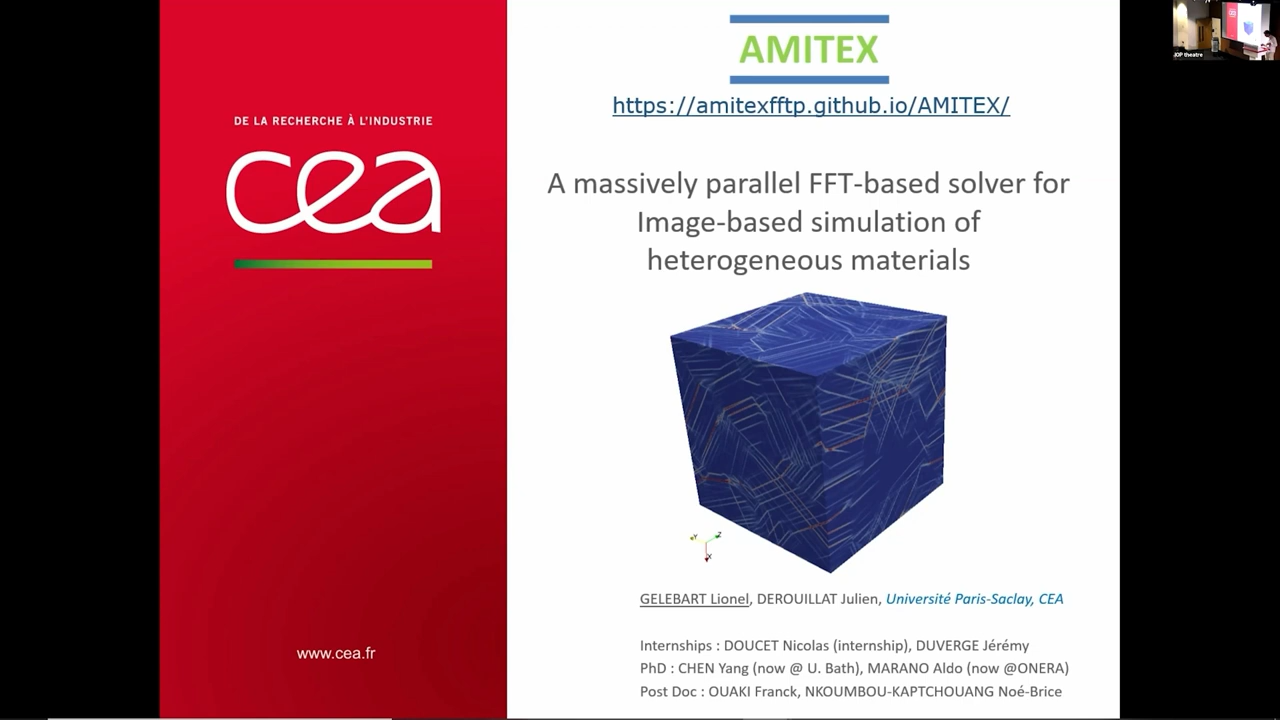 DE LA RECHERCHE À L'INDUSTRIE
cea
www.cea.fr
AMITEX
https://amitexfftp.github.io/AMITEX/
A massively parallel FFT-based solver for
Image-based simulation of
heterogeneous materials
Y
Z
X
GELEBART Lionel, DEROUILLAT Julien, Université Paris-Saclay, CEA
Internships : DOUCET Nicolas (internship), DUVERGE Jérémy
PhD : CHEN Yang (now @ U. Bath), MARANO Aldo (now @ONERA)
Post Doc : OUAKI Franck, NKOUMBOU-KAPTCHOUANG Noé-Brice
IOP theatre